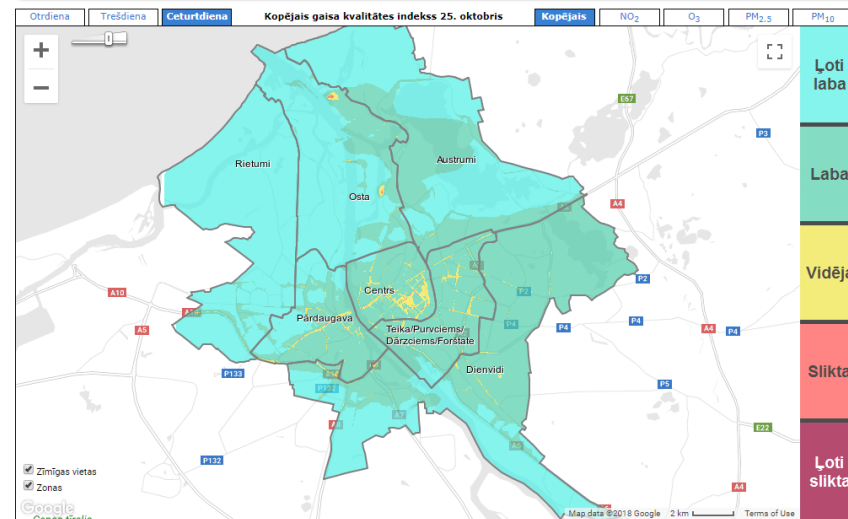 Otrdiena Trešdiena Ceturtdiena Kopējais gaisa kvalitātes indekss 25. oktobris Kopējais NO2 O3 PM2.5 PM10
+
−
Ļoti laba
E67
P3
Rietumi
Austrumi
Osta
Laba
A4
P2
Vidēja
A10
Centrs
P2
Pārdaugava
A5
P4
P4
P4
A4
P4
Teika/Purvciems/
Dārzciems/Forštate
Dienvidi
P133
P5
Slikta
E22
P132
Ļoti slikta
Zīmīgas vietas
Zonas
A4
Google
Map data ©2018 Google 2 km Terms of Use